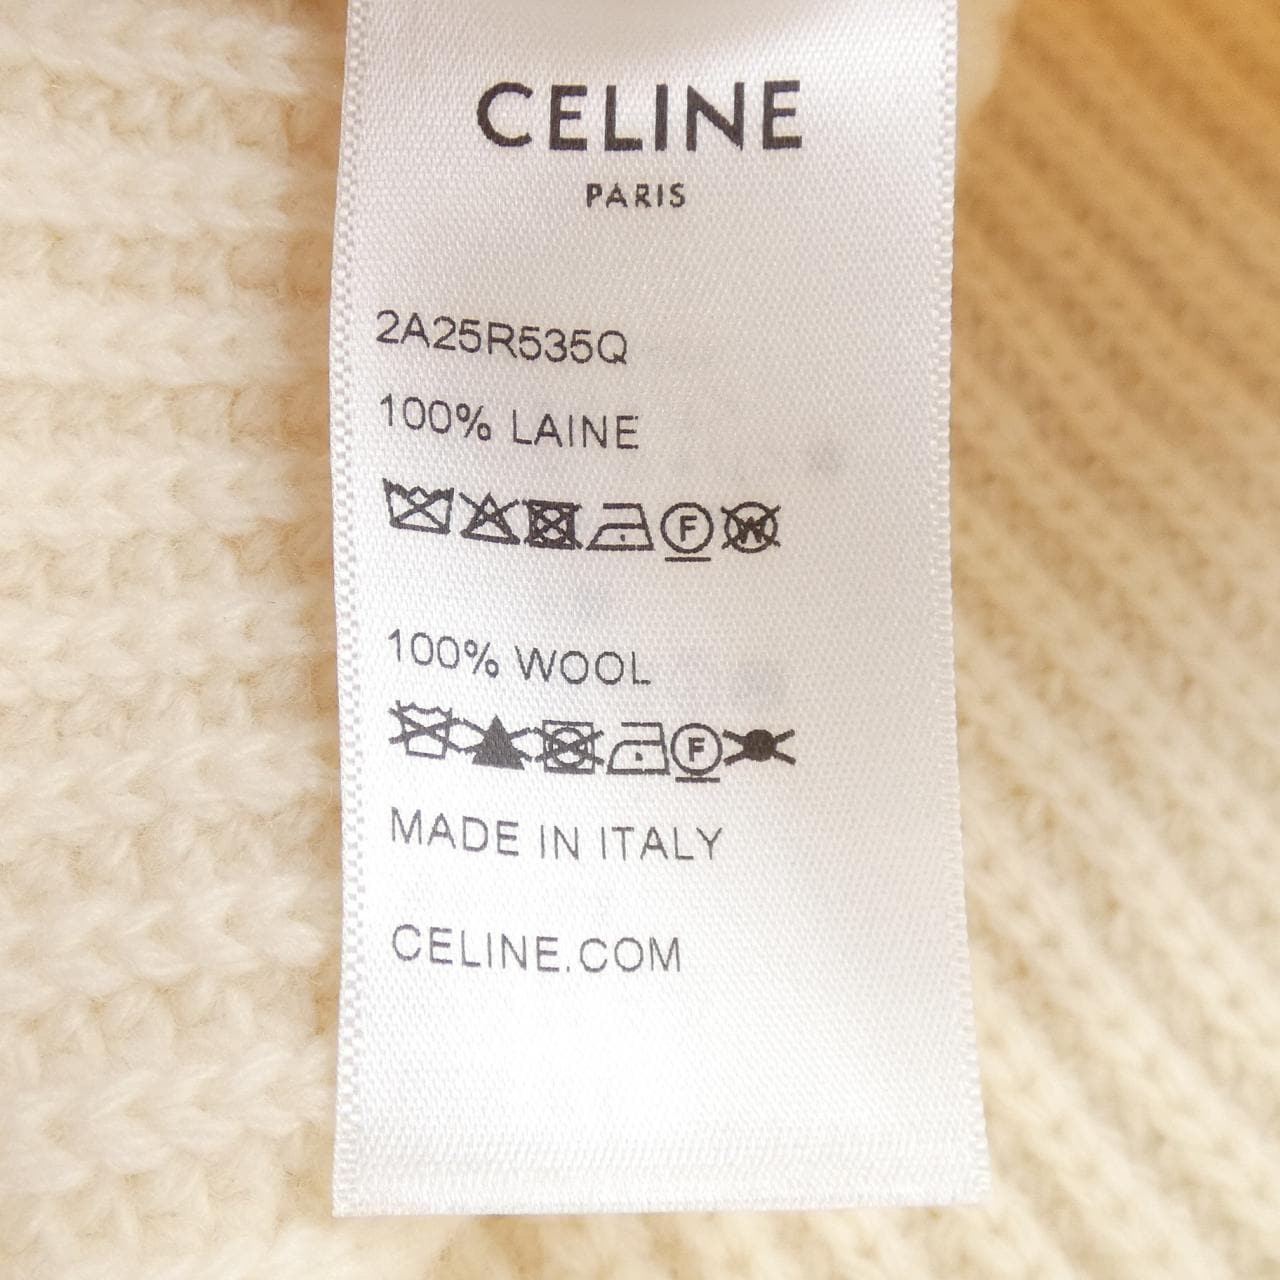 CELINE
PARIS
2A25R535Q
100% LAINE
F W
100% WOOL
F
MADE IN ITALY
CELINE.COM